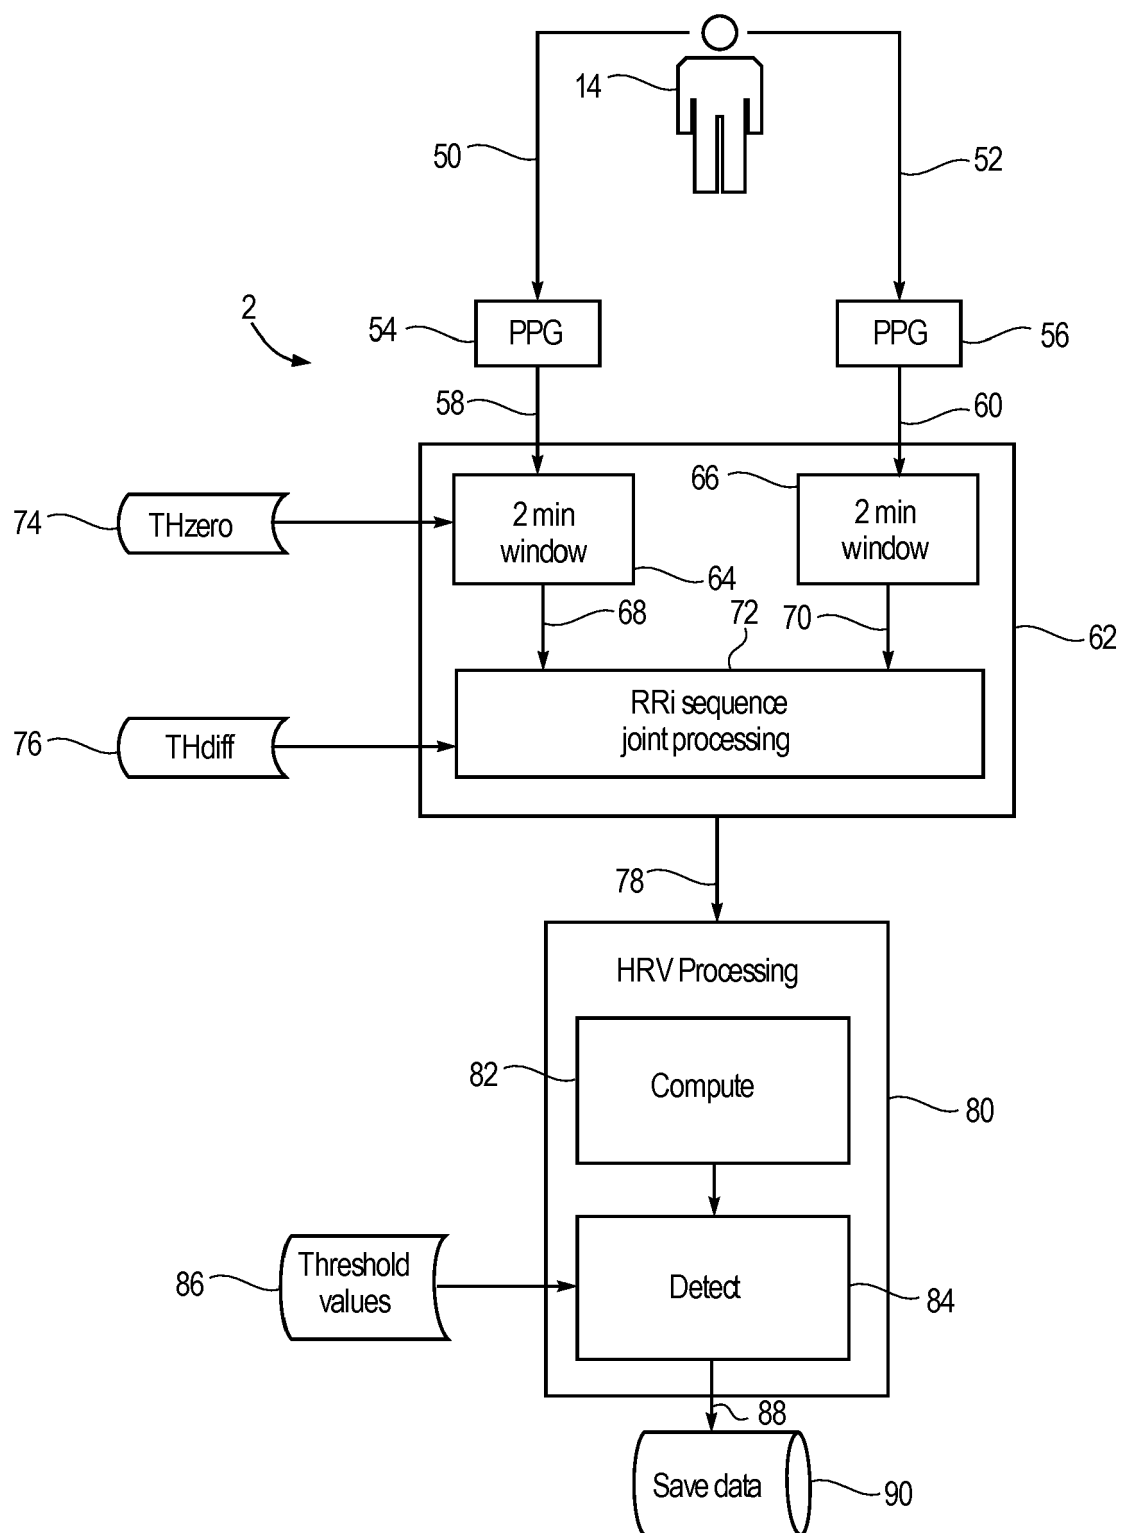 14
50
52
2
54
PPG
PPG
56
58
60
74
THzero
2 min
window
66
2 min
window
64
68
72
70
62
76
THdiff
RRi sequence
joint processing
78
HRV Processing
82
Compute
80
86
Threshold
values
Detect
84
88
Save data
90